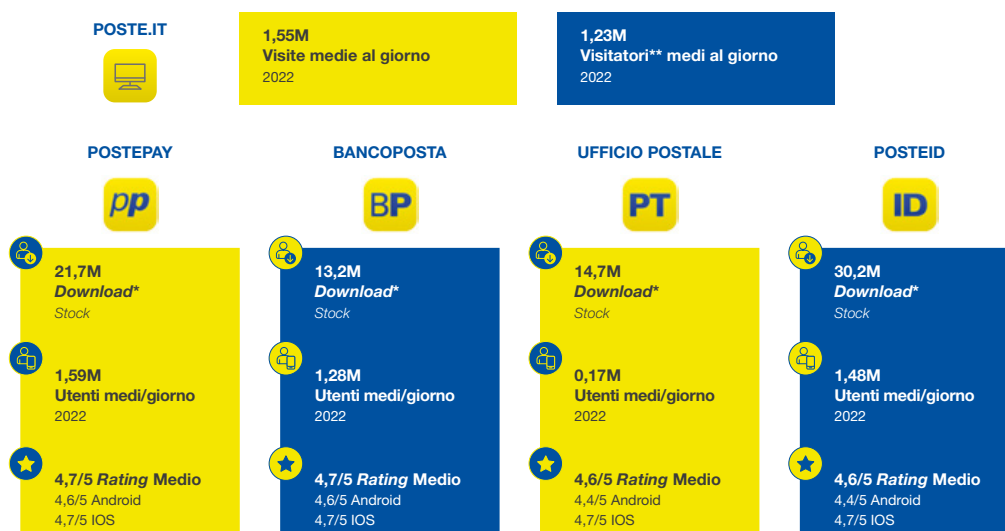 POSTE.IT
1,55M
Visite medie al giorno
2022
1,23M
Visitatori** medi al giorno
2022
POSTEPAY
BANCOPOSTA
UFFICIO POSTALE
POSTEID
pp
BP
PT
ID
21,7M
Download*
Stock
1,59M
Utenti medi/giorno
2022
4,7/5 Rating Medio
4,6/5 Android
4,7/5 IOS
13,2M
Download*
Stock
1,28M
Utenti medi/giorno
2022
4,7/5 Rating Medio
4,6/5 Android
4,7/5 IOS
14,7M
Download*
Stock
0,17M
Utenti medi/giorno
2022
4,6/5 Rating Medio
4,4/5 Android
4,7/5 IOS
30,2M
Download*
Stock
1,48M
Utenti medi/giorno
2022
4,6/5 Rating Medio
4,4/5 Android
4,7/5 IOS